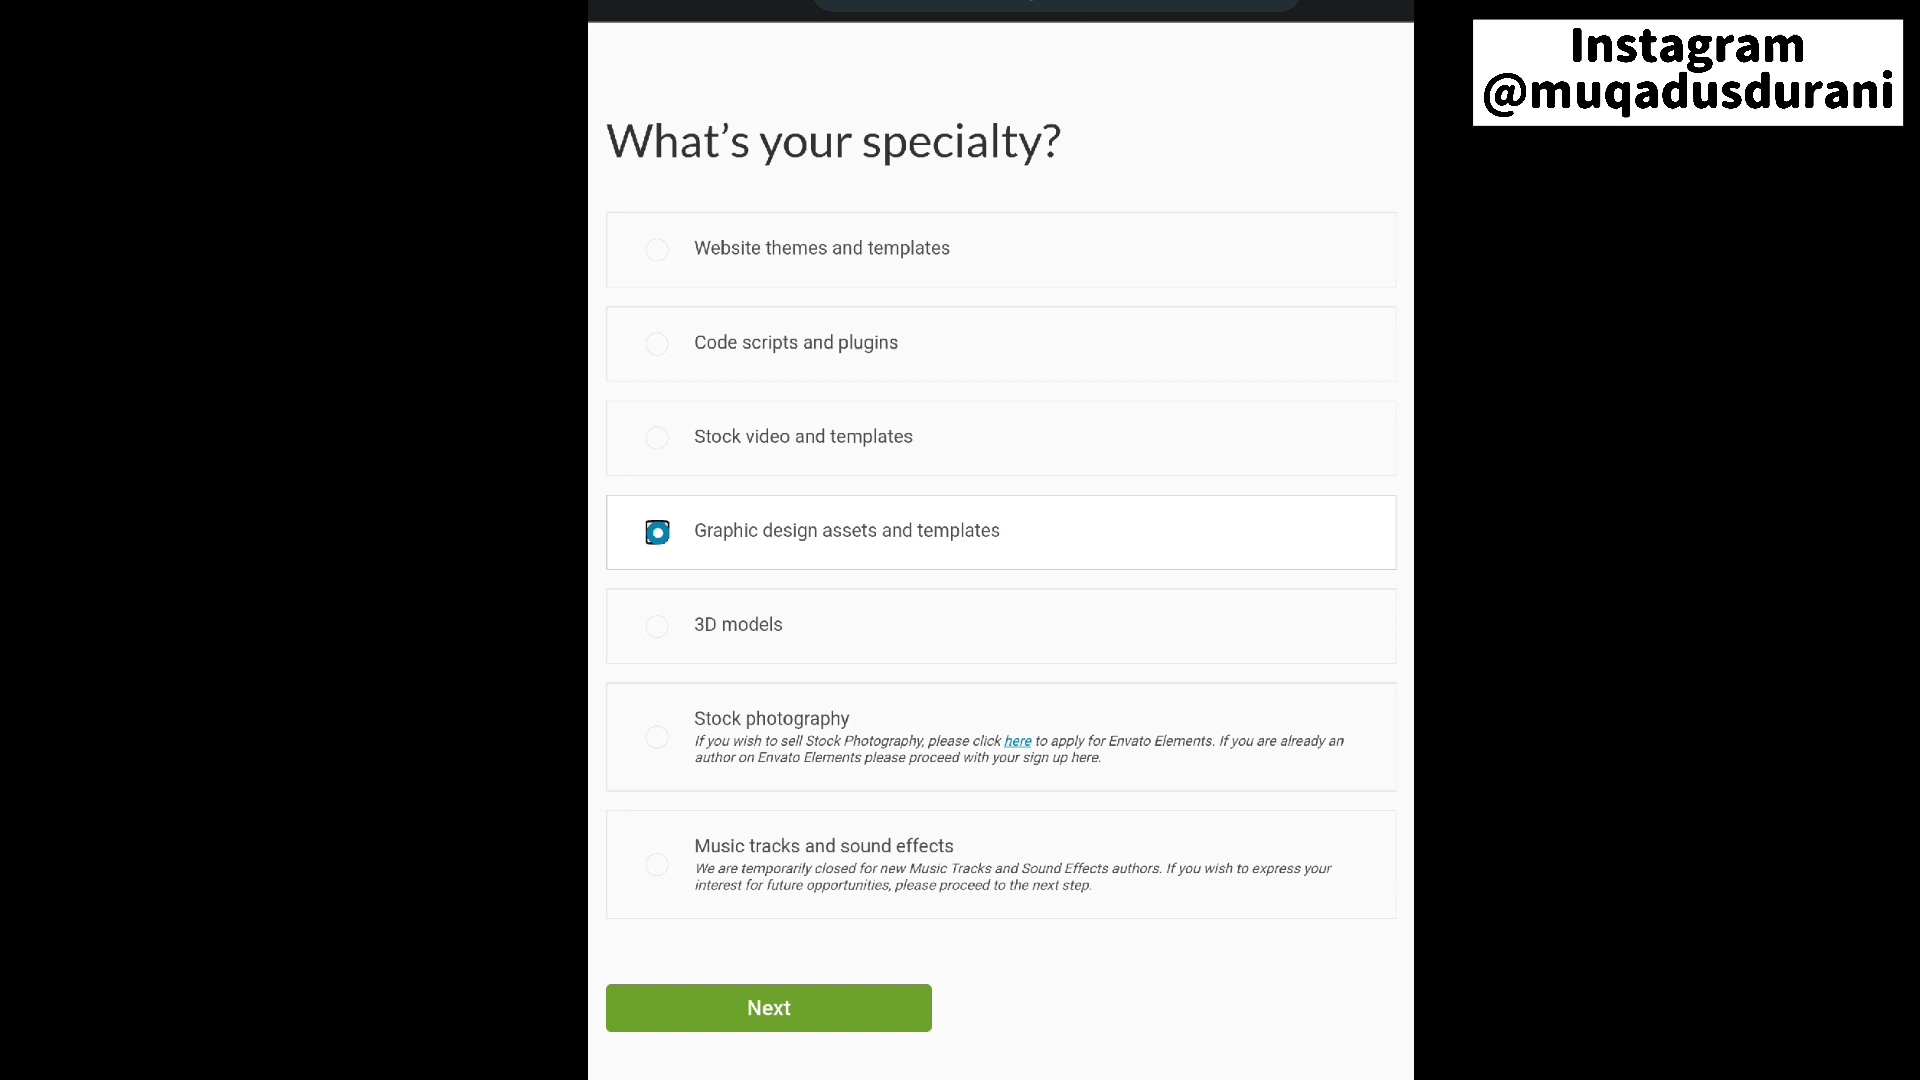 Instagram
@muqadusdurani
What's your specialty?
Website themes and templates
Code scripts and plugins
Stock video and templates
Graphic design assets and templates
3D models
Stock photography
If you wish to sell Stock Photography, please click here to apply for Envato Elements. If you are already an
author on Envato Elements please proceed with your sign up here.
Music tracks and sound effects
We are temporarily closed for new Music Tracks and Sound Effects authors. If you wish to express your
interest for future opportunities, please proceed to the next step.
Next